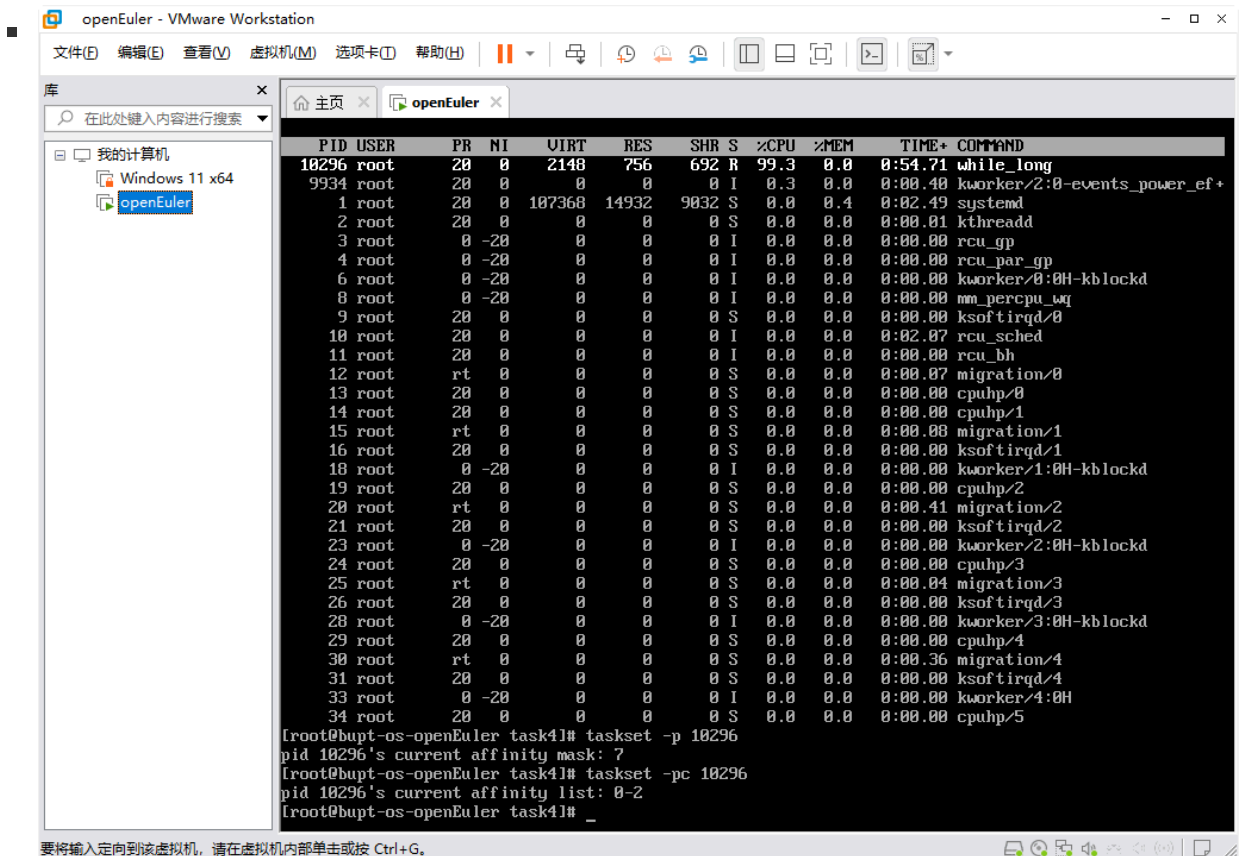 openEuler - VMware Workstation
文件(F) 编辑(E) 查看(V) 虚拟机(M) 选项卡(T) 帮助(H)
库
在此处键入内容进行搜索
我的计算机
Windows 11 x64
openEuler
主页 openEuler
PID USER PR NI VIRT RES SHR S %CPU %MEM TIME+ COMMAND
10296 root 20 0 2148 756 692 R 99.3 0.0 0:54.71 while_long
9934 root 20 0 0 0 0 I 0.3 0.0 0:00.40 kworker/2:0-events_power_ef+
1 root 20 0 107368 14932 9032 S 0.0 0.4 0:02.49 systemd
2 root 20 0 0 0 0 S 0.0 0.0 0:00.01 kthreadd
3 root 0 -20 0 0 0 I 0.0 0.0 0:00.00 rcu_gp
4 root 0 -20 0 0 0 I 0.0 0.0 0:00.00 rcu_par_gp
6 root 0 -20 0 0 0 I 0.0 0.0 0:00.00 kworker/0:0H-kblockd
8 root 0 -20 0 0 0 I 0.0 0.0 0:00.00 mm_percpu_wq
9 root 20 0 0 0 0 S 0.0 0.0 0:00.00 ksoftirqd/0
10 root 20 0 0 0 0 I 0.0 0.0 0:02.07 rcu_sched
11 root 20 0 0 0 0 I 0.0 0.0 0:00.00 rcu_bh
12 root rt 0 0 0 0 S 0.0 0.0 0:00.07 migration/0
13 root 20 0 0 0 0 S 0.0 0.0 0:00.00 cpuhp/0
14 root 20 0 0 0 0 S 0.0 0.0 0:00.00 cpuhp/1
15 root rt 0 0 0 0 S 0.0 0.0 0:00.08 migration/1
16 root 20 0 0 0 0 S 0.0 0.0 0:00.00 ksoftirqd/1
18 root 0 -20 0 0 0 I 0.0 0.0 0:00.00 kworker/1:0H-kblockd
19 root 20 0 0 0 0 S 0.0 0.0 0:00.00 cpuhp/2
20 root rt 0 0 0 0 S 0.0 0.0 0:00.41 migration/2
21 root 20 0 0 0 0 S 0.0 0.0 0:00.00 ksoftirqd/2
23 root 0 -20 0 0 0 I 0.0 0.0 0:00.00 kworker/2:0H-kblockd
24 root 20 0 0 0 0 S 0.0 0.0 0:00.00 cpuhp/3
25 root rt 0 0 0 0 S 0.0 0.0 0:00.04 migration/3
26 root 20 0 0 0 0 S 0.0 0.0 0:00.00 ksoftirqd/3
28 root 0 -20 0 0 0 I 0.0 0.0 0:00.00 kworker/3:0H-kblockd
29 root 20 0 0 0 0 S 0.0 0.0 0:00.00 cpuhp/4
30 root rt 0 0 0 0 S 0.0 0.0 0:00.36 migration/4
31 root 20 0 0 0 0 S 0.0 0.0 0:00.00 ksoftirqd/4
33 root 0 -20 0 0 0 I 0.0 0.0 0:00.00 kworker/4:0H
34 root 20 0 0 0 0 S 0.0 0.0 0:00.00 cpuhp/5
[root@bupt-os-openEuler task4]# taskset -p 10296
pid 10296's current affinity mask: 7
[root@bupt-os-openEuler task4]# taskset -pc 10296
pid 10296's current affinity list: 0-2
[root@bupt-os-openEuler task4]# _
要将输入定向到该虚拟机，请在虚拟机内部单击或按 Ctrl+G。